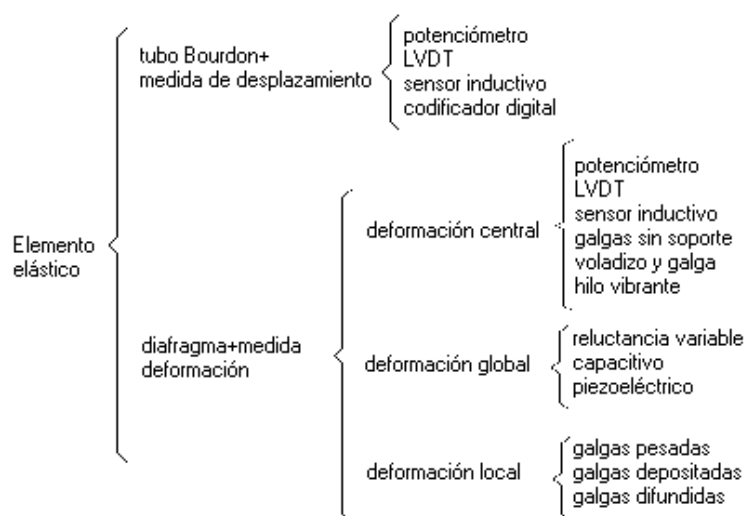 Elemento
elástico
tubo Bourdon+
medida de desplazamiento
potenciómetro
LVDT
sensor inductivo
codificador digital
diafragma+medida
deformación
deformación central
potenciómetro
LVDT
sensor inductivo
galgas sin soporte
voladizo y galga
hilo vibrante
deformación global
reluctancia variable
capacitivo
piezoeléctrico
deformación local
galgas pesadas
galgas depositadas
galgas difundidas